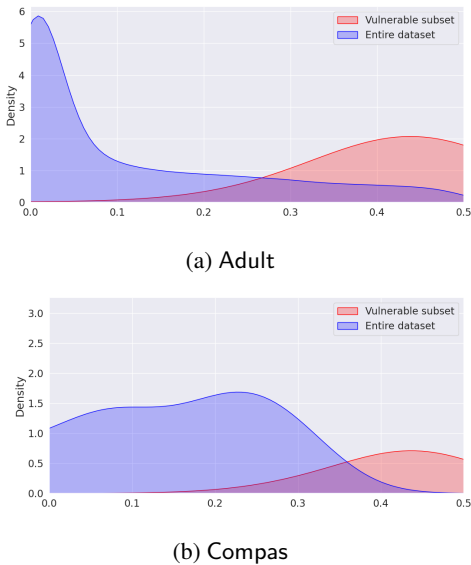 6
5
4
3
2
1
0
Density
Vulnerable subset
Entire dataset
0.0 0.1 0.2 0.3 0.4 0.5
(a) Adult
3.0
2.5
2.0
1.5
1.0
0.5
0.0
Density
Vulnerable subset
Entire dataset
0.0 0.1 0.2 0.3 0.4 0.5
(b) Compas